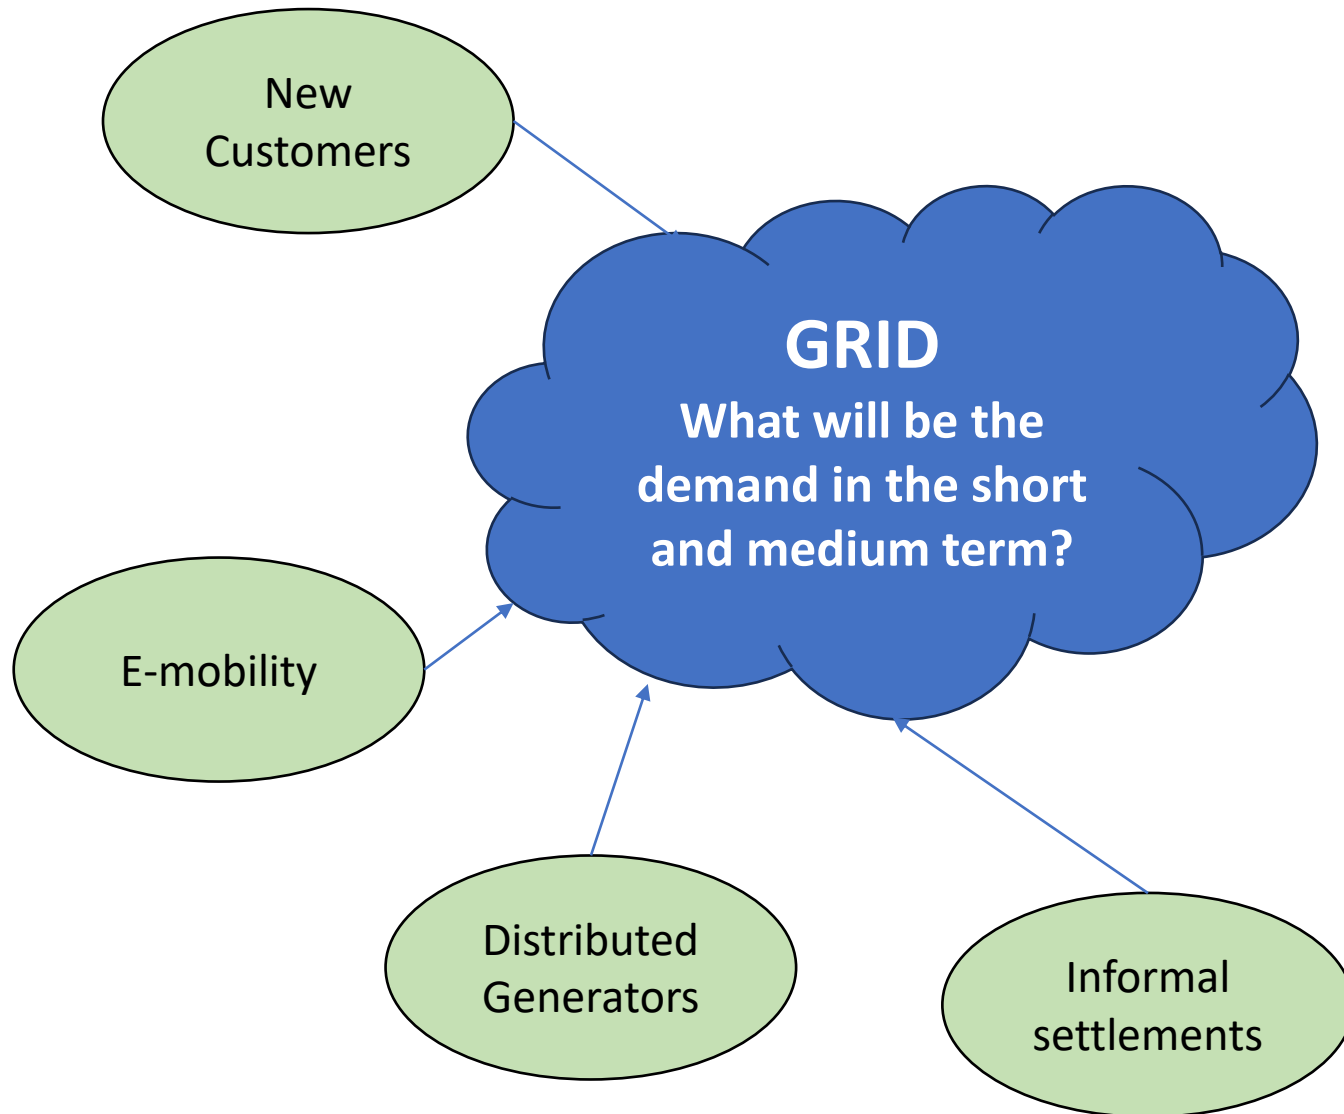 New
Customers
GRID
What will be the
demand in the short
and medium term?
E-mobility
Distributed
Generators
Informal
settlements